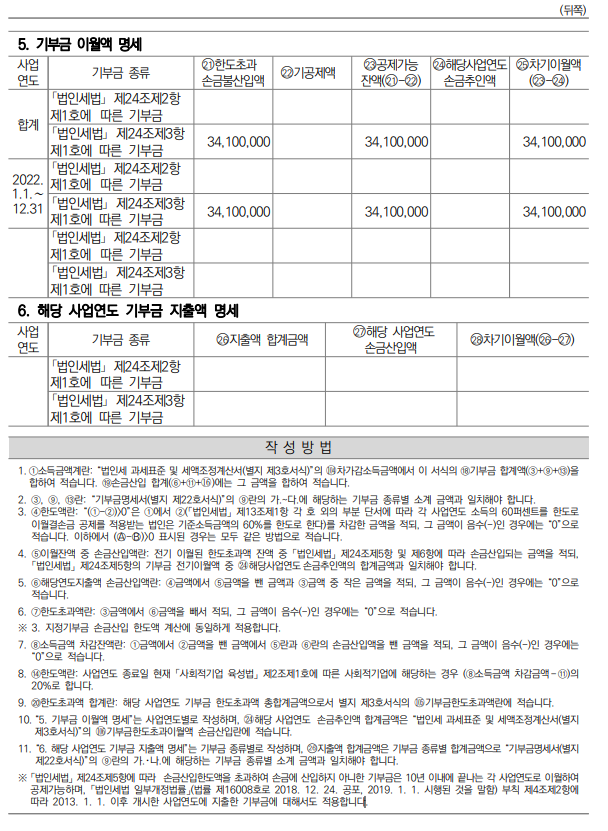 (뒤쪽)
5. 기부금 이월액 명세
사업
연도
기부금 종류
㉑한도초과
손금불산입액
㉒기공제액
㉓공제가능
잔액(㉑-㉒)
㉔해당사업연도
손금추인액
㉕차기이월액
(㉓-㉔)
합계
「법인세법」 제24조제2항
제1호에 따른 기부금
「법인세법」 제24조제3항
제1호에 따른 기부금
34,100,000
34,100,000
34,100,000
2022.
1.1.~
12.31
「법인세법」 제24조제2항
제1호에 따른 기부금
「법인세법」 제24조제3항
제1호에 따른 기부금
34,100,000
34,100,000
34,100,000
「법인세법」 제24조제2항
제1호에 따른 기부금
「법인세법」 제24조제3항
제1호에 따른 기부금
6. 해당 사업연도 기부금 지출액 명세
사업
연도
기부금 종류
㉖지출액 합계금액
㉗해당 사업연도
손금산입액
㉘차기이월액(㉖-㉗)
「법인세법」 제24조제2항
제1호에 따른 기부금
「법인세법」 제24조제3항
제1호에 따른 기부금
작 성 방 법
1. ①소득금액계란: "법인세 과세표준 및 세액조정계산서(별지 제3호서식)"의 차가감소득금액에서 이 서식의 ⑱기부금 합계액(③+⑨+⑬)을
합하여 적습니다. ⑲손금산입 합계(⑥+⑪+⑯)에는 그 금액을 합하여 적습니다.
2. ③, ⑨, ⑬란: "기부금명세서(별지 제22호서식)"의 ⑨란의 가.~다.에 해당하는 기부금 종류별 소계 금액과 일치해야 합니다.
3. ④한도액란: "(①-②)〉0"은 ①에서 ②(「법인세법」 제13조제1항 각 호 외의 부분 단서에 따라 각 사업연도 소득의 60퍼센트를 한도로
이월결손금 공제를 적용받는 법인은 기준소득금액의 60%를 한도로 한다)를 차감한 금액을 적되, 그 금액이 음수(-)인 경우에는 "0"으로
적습니다. 이하에서 (Ⓐ-Ⓑ)〉0 표시된 경우는 모두 같은 방법으로 적습니다.
4. ⑤이월잔액 중 손금산입액란: 전기 이월된 한도초과액 잔액 중 「법인세법」 제24조제5항 및 제6항에 따라 손금산입되는 금액을 적되,
「법인세법」 제24조제5항의 기부금 전기이월액 중 ㉔해당사업연도 손금추인액의 합계금액과 일치해야 합니다.
5. ⑥해당연도지출액 손금산입액란: ④금액에서 ⑤금액을 뺀 금액과 ③금액 중 작은 금액을 적되, 그 금액이 음수(-)인 경우에는 "0"으로
적습니다.
6. ⑦한도초과액란: ③금액에서 ⑥금액을 빼서 적되, 그 금액이 음수(-)인 경우에는 "0"으로 적습니다.
※ 3. 지정기부금 손금산입 한도액 계산에 동일하게 적용합니다.
7. ⑧소득금액 차감잔액란: ①금액에서 ②금액을 뺀 금액에서 ⑤란과 ⑥란의 손금산입액을 뺀 금액을 적되, 그 금액이 음수(-)인 경우에는
"0"으로 적습니다.
8. ⑭한도액란: 사업연도 종료일 현재 「사회적기업 육성법」 제2조제1호에 따른 사회적기업에 해당하는 경우 (⑧소득금액 차감금액-⑪)의
20%로 합니다.
9. ⑳한도초과액 합계란: 해당 사업연도 기부금 한도초과액 총합계금액으로서 별지 제3호서식의 기부금한도초과액란에 적습니다.
10. "5. 기부금 이월액 명세"는 사업연도별로 작성하며, ㉔해당 사업연도 손금추인액 합계금액은 "법인세 과세표준 및 세액조정계산서(별지
제3호서식)"의 기부금한도초과이월액 손금산입란에 적습니다.
11. "6. 해당 사업연도 기부금 지출액 명세"는 기부금 종류별로 작성하며, ㉖지출액 합계금액은 기부금 종류별 합계금액으로 "기부금명세서(별지
제22호서식)"의 ⑨란의 가.·나.에 해당하는 기부금 종류별 소계 금액과 일치해야 합니다.
※ 「법인세법」 제24조제5항에 따라 손금산입한도액을 초과하여 손금에 산입하지 아니한 기부금은 10년 이내에 끝나는 각 사업연도로 이월하여
공제가능하며, 「법인세법 일부개정법률」(법률 제16008호로 2018. 12. 24. 공포, 2019. 1. 1. 시행된 것을 말함) 부칙 제4조제2항에
따라 2013. 1. 1. 이후 개시한 사업연도에 지출한 기부금에 대해서도 적용합니다.